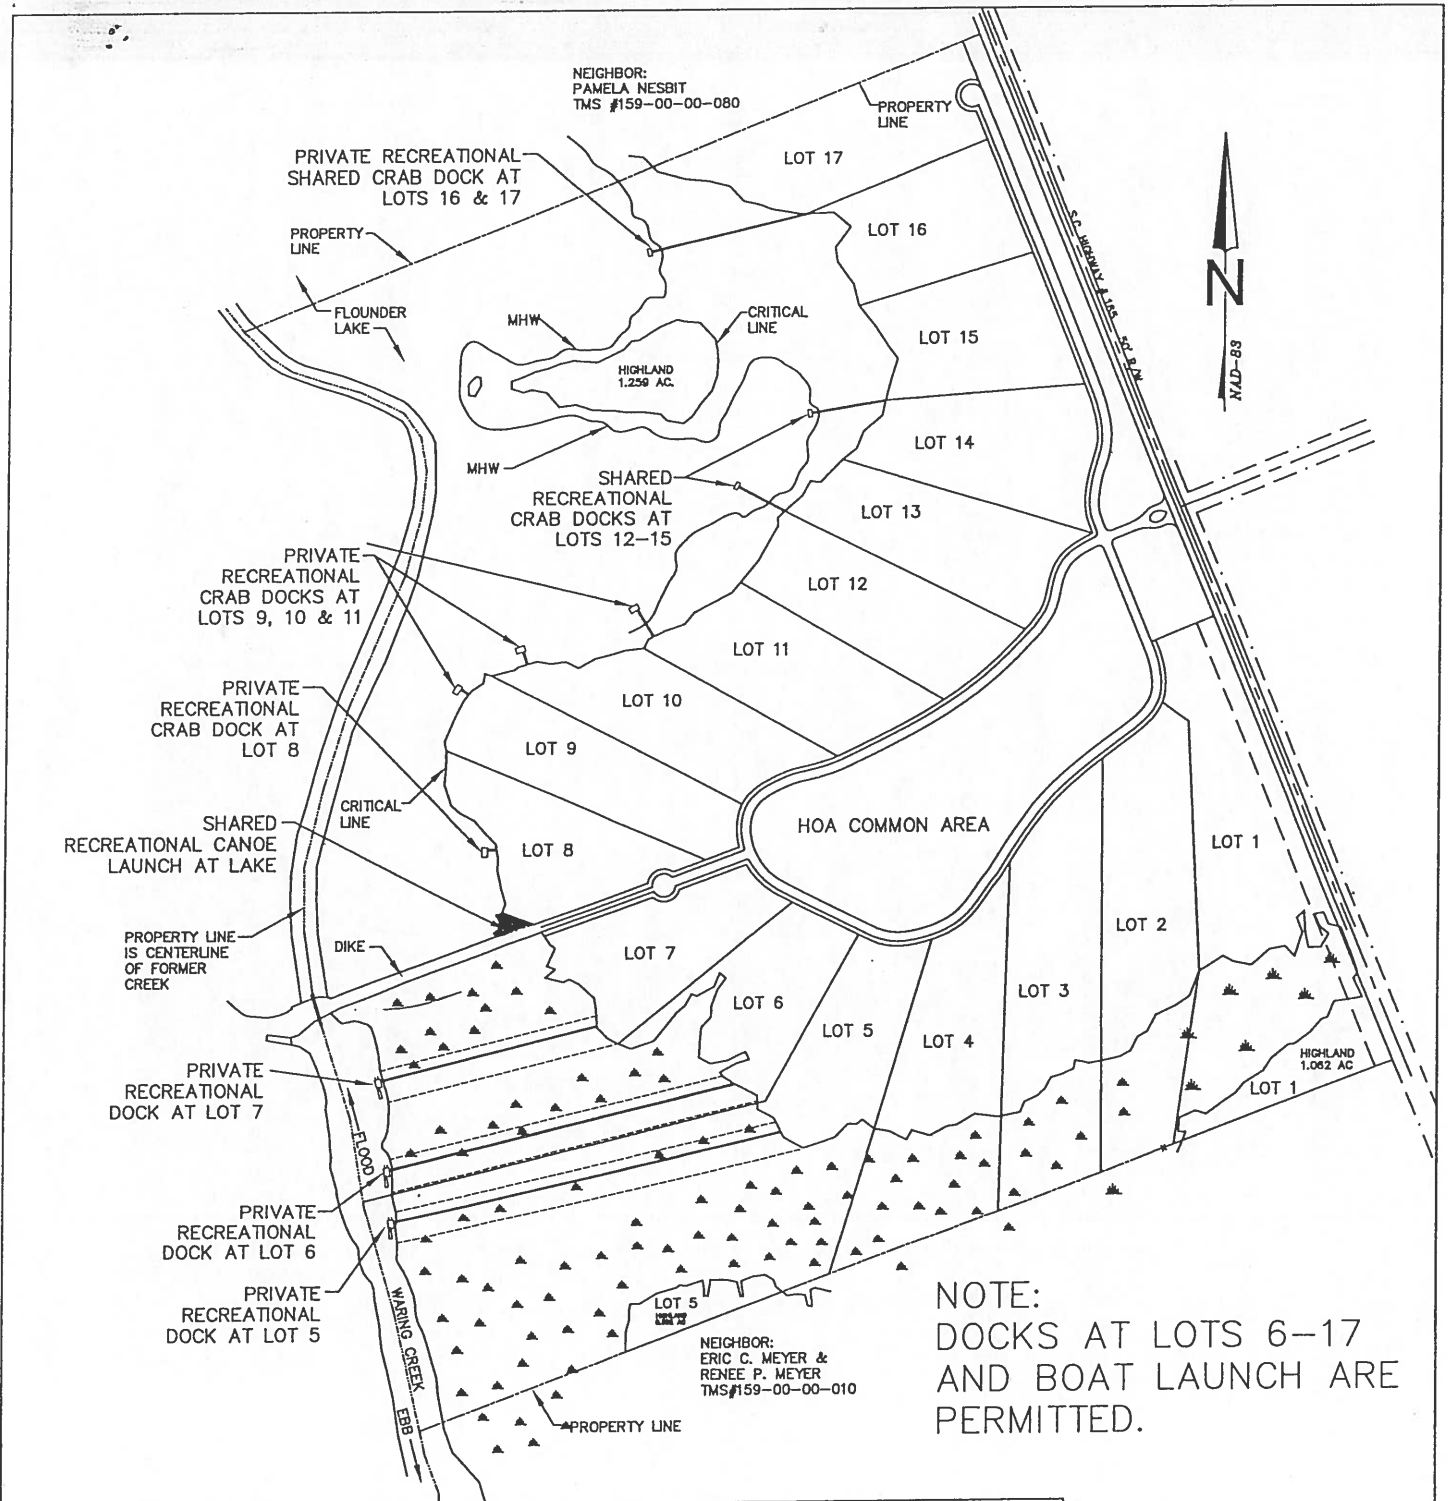 NEIGHBOR:
PAMELA NESBIT
TMS #159-00-00-080
PROPERTY
LINE
PRIVATE RECREATIONAL
SHARED CRAB DOCK AT
LOTS 16 & 17
LOT 17
PROPERTY
LINE
LOT 16
S.C. HIGHWAY # 165 50' R/W
N
NAD-83
FLOUNDER
LAKE
MHW
CRITICAL
LINE
LOT 15
HIGHLAND
1.259 AC.
LOT 14
MHW
SHARED
RECREATIONAL
CRAB DOCKS AT
LOTS 12-15
LOT 13
PRIVATE
RECREATIONAL
CRAB DOCKS AT
LOTS 9, 10 & 11
LOT 12
LOT 11
PRIVATE
RECREATIONAL
CRAB DOCK AT
LOT 8
LOT 10
LOT 9
CRITICAL
LINE
SHARED
RECREATIONAL CANOE
LAUNCH AT LAKE
HOA COMMON AREA
LOT 8
LOT 1
PROPERTY LINE
IS CENTERLINE
OF FORMER
CREEK
DIKE
LOT 7
LOT 2
LOT 6
LOT 5
LOT 4
LOT 3
HIGHLAND
1.062 AC
LOT 1
PRIVATE
RECREATIONAL
DOCK AT LOT 7
FLOOD
PRIVATE
RECREATIONAL
DOCK AT LOT 6
PRIVATE
RECREATIONAL
DOCK AT LOT 5
WARING CREEK
EBB
LOT 5
NEIGHBOR:
ERIC C. MEYER &
RENEE P. MEYER
TMS#159-00-00-010
PROPERTY LINE
NOTE:
DOCKS AT LOTS 6-17
AND BOAT LAUNCH ARE
PERMITTED.